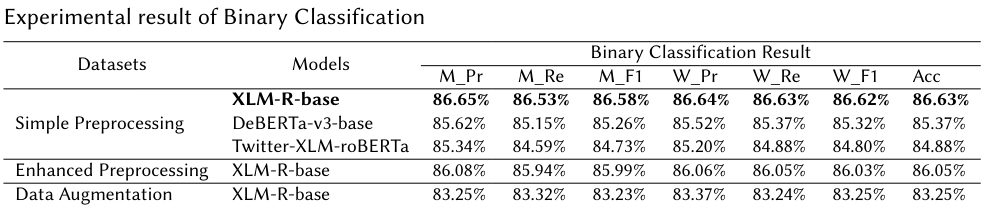 Experimental result of Binary Classification
Datasets Models Binary Classification Result
M_Pr M_Re M_F1 W_Pr W_Re W_F1 Acc
Simple Preprocessing XLM-R-base 86.65% 86.53% 86.58% 86.64% 86.63% 86.62% 86.63%
DeBERTa-v3-base 85.62% 85.15% 85.26% 85.52% 85.37% 85.32% 85.37%
Twitter-XLM-roBERTa 85.34% 84.59% 84.73% 85.20% 84.88% 84.80% 84.88%
Enhanced Preprocessing XLM-R-base 86.08% 85.94% 85.99% 86.06% 86.05% 86.03% 86.05%
Data Augmentation XLM-R-base 83.25% 83.32% 83.23% 83.37% 83.24% 83.25% 83.25%